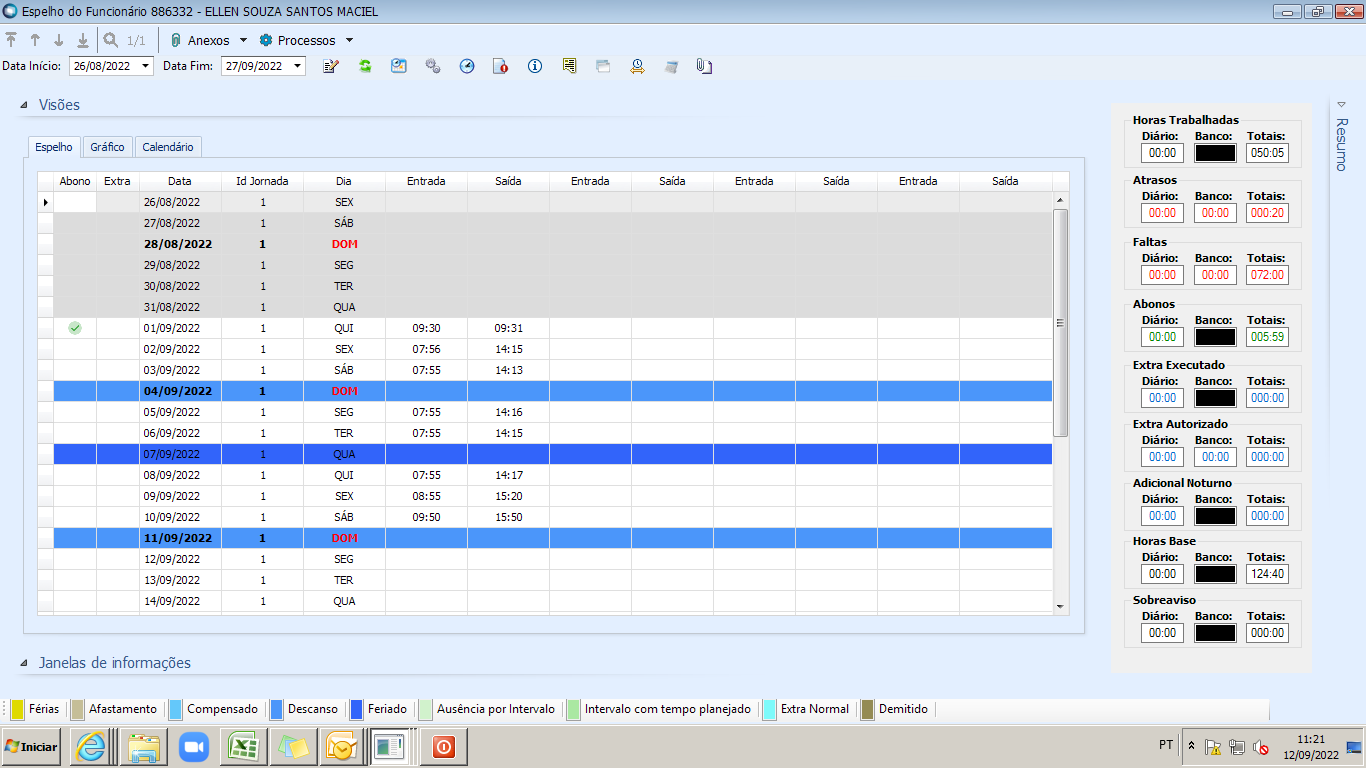 Espelho do Funcionário 886332 - ELLEN SOUZA SANTOS MACIEL
1/1 Anexos Processos
Data Início: 26/08/2022 Data Fim: 27/09/2022
Visões
Espelho Gráfico Calendário
Abono Extra Data Id Jornada Dia Entrada Saída Entrada Saída Entrada Saída Entrada Saída
26/08/2022 1 SEX
27/08/2022 1 SÁB
28/08/2022 1 DOM
29/08/2022 1 SEG
30/08/2022 1 TER
31/08/2022 1 QUA
01/09/2022 1 QUI 09:30 09:31
02/09/2022 1 SEX 07:56 14:15
03/09/2022 1 SÁB 07:55 14:13
04/09/2022 1 DOM
05/09/2022 1 SEG 07:55 14:16
06/09/2022 1 TER 07:55 14:15
07/09/2022 1 QUA
08/09/2022 1 QUI 07:55 14:17
09/09/2022 1 SEX 08:55 15:20
10/09/2022 1 SÁB 09:50 15:50
11/09/2022 1 DOM
12/09/2022 1 SEG
13/09/2022 1 TER
14/09/2022 1 QUA
Horas Trabalhadas
Diário: Banco: Totais:
00:00 050:05
Atrasos
Diário: Banco: Totais:
00:00 00:00 000:20
Faltas
Diário: Banco: Totais:
00:00 00:00 072:00
Abonos
Diário: Banco: Totais:
00:00 005:59
Extra Executado
Diário: Banco: Totais:
00:00 000:00
Extra Autorizado
Diário: Banco: Totais:
00:00 00:00 000:00
Adicional Noturno
Diário: Banco: Totais:
00:00 000:00
Horas Base
Diário: Banco: Totais:
00:00 124:40
Sobreaviso
Diário: Banco: Totais:
00:00 000:00
Resumo
Janelas de informações
Férias Afastamento Compensado Descanso Feriado Ausência por Intervalo Intervalo com tempo planejado Extra Normal Demitido
Iniciar
PT
11:21
12/09/2022